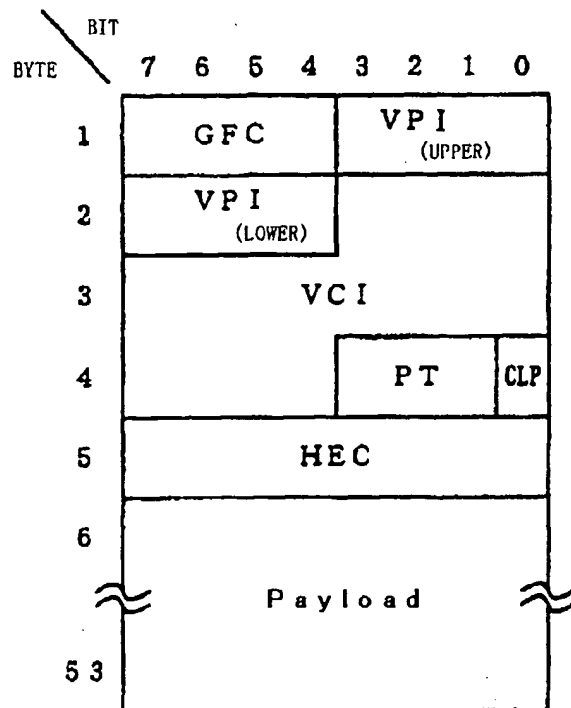 BIT
BYTE 7 6 5 4 3 2 1 0
1 GFC VPI
(UPPER)
2 VPI
(LOWER)
3 VCI
4 PT CLP
5 HEC
6
Payload
53